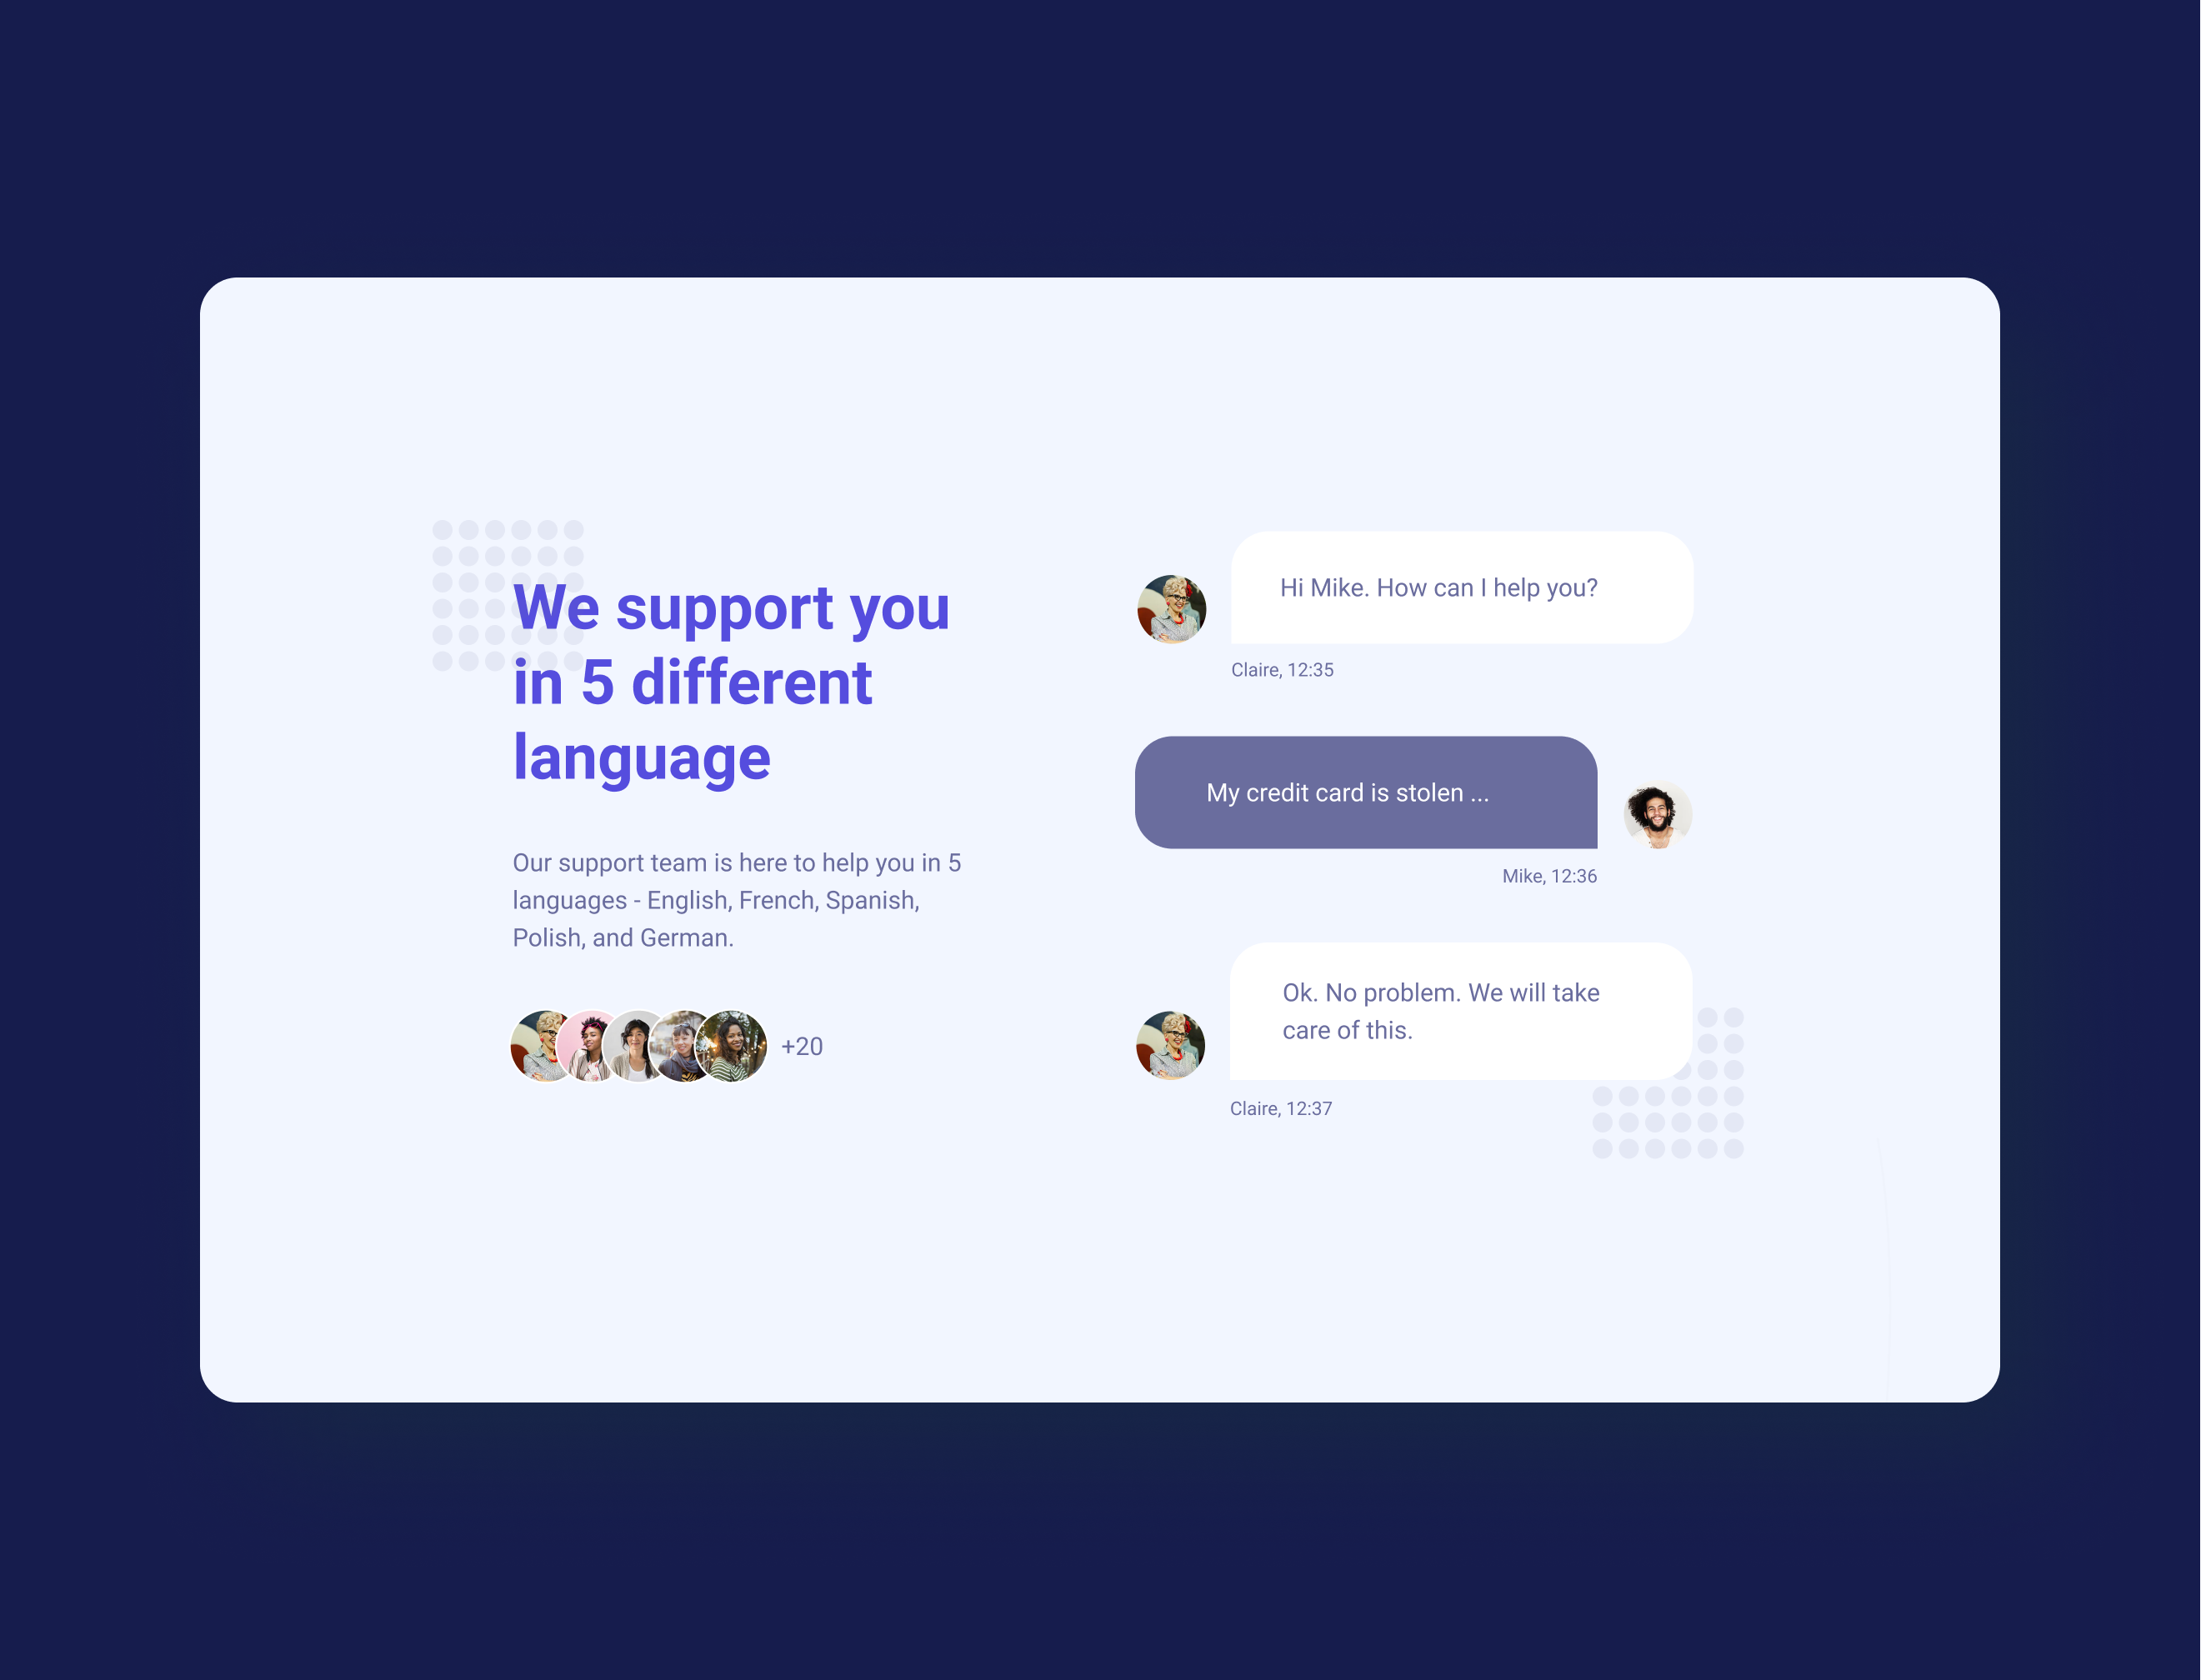 We support you
in 5 different
language
Our support team is here to help you in 5
languages - English, French, Spanish,
Polish, and German.
+20
Hi Mike. How can I help you?
Claire, 12:35
My credit card is stolen ...
Mike, 12:36
Ok. No problem. We will take
care of this.
Claire, 12:37